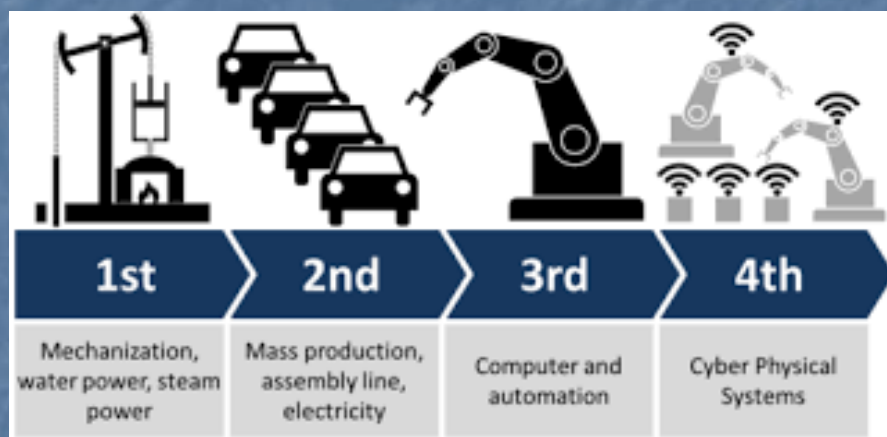 1st
2nd
3rd
4th
Mechanization,
water power, steam
power
Mass production,
assembly line,
electricity
Computer and
automation
Cyber Physical
Systems